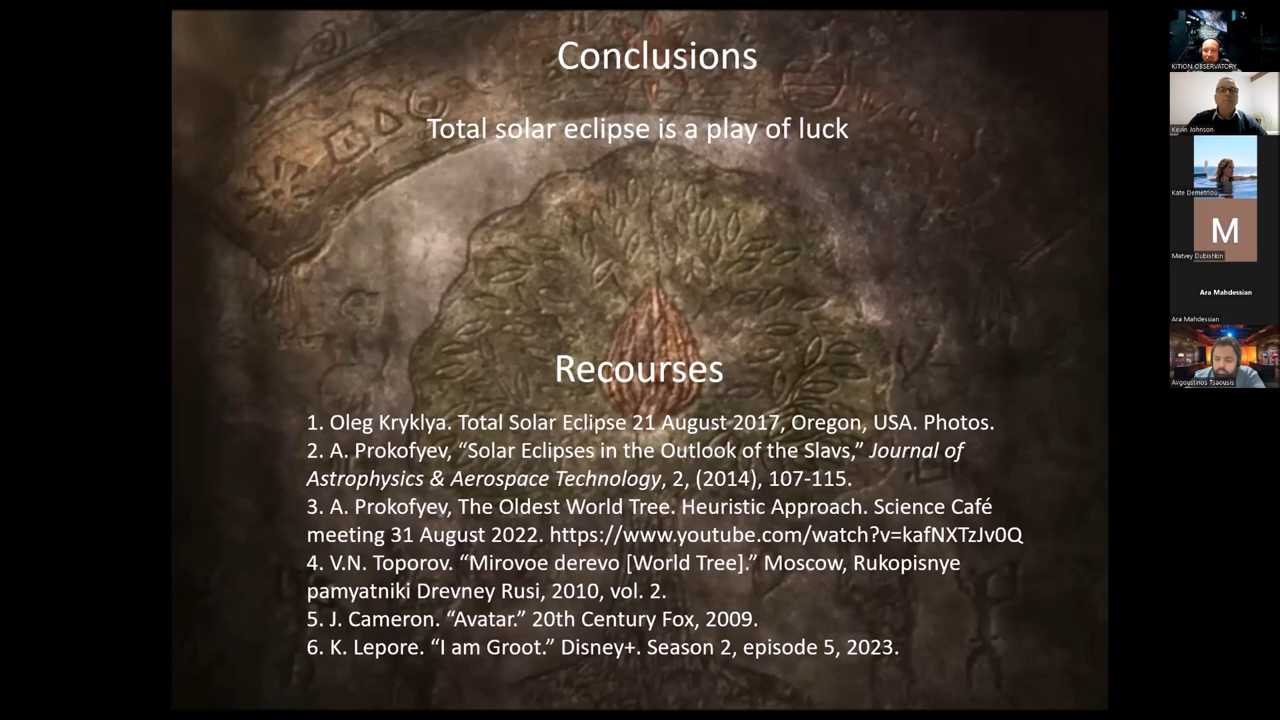 Conclusions
Total solar eclipse is a play of luck
Recourses
1. Oleg Kryklya. Total Solar Eclipse 21 August 2017, Oregon, USA. Photos.
2. A. Prokofyev, “Solar Eclipses in the Outlook of the Slavs,” Journal of
Astrophysics & Aerospace Technology, 2, (2014), 107-115.
3. A. Prokofyev, The Oldest World Tree. Heuristic Approach. Science Café
meeting 31 August 2022. https://www.youtube.com/watch?v=kafNXTzJv0Q
4. V.N. Toporov. “Mirovoe derevo [World Tree].” Moscow, Rukopisnye
pamyatniki Drevney Rusi, 2010, vol. 2.
5. J. Cameron. “Avatar.” 20th Century Fox, 2009.
6. K. Lepore. “I am Groot.” Disney+. Season 2, episode 5, 2023.
KITION OBSERVATORY
Kevin Johnson
Kate Demetriou
M
Matvey Dubishkin
Ara Mahdessian
Ara Mahdessian
Avgoustinos Tsaousis